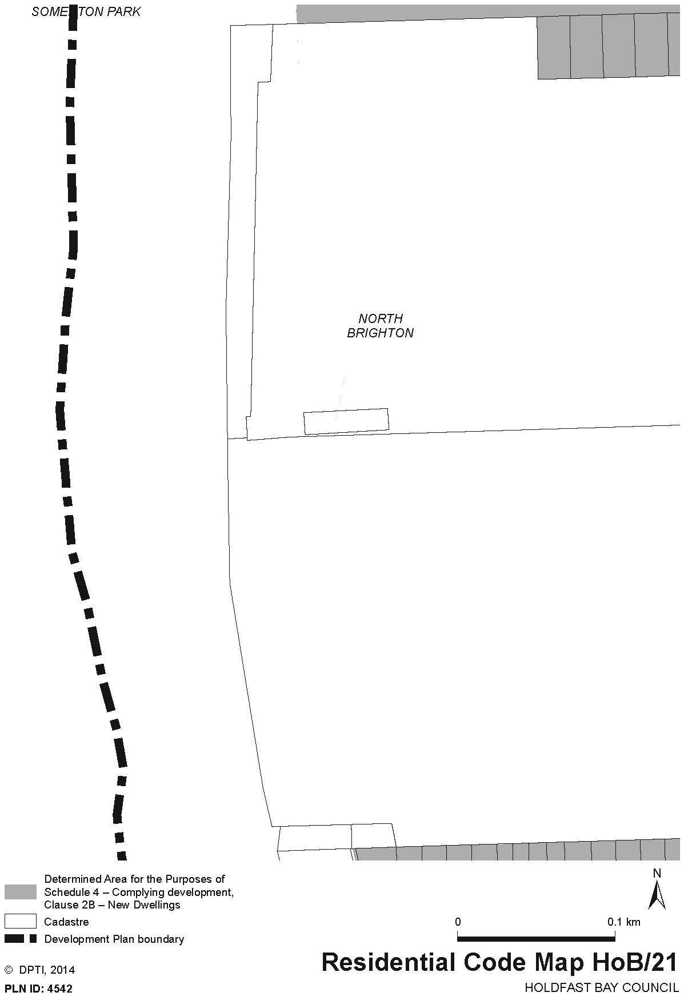 SOMERTON PARK
NORTH
BRIGHTON
Determined Area for the Purposes of
Schedule 4 – Complying development,
Clause 2B – New Dwellings
Cadastre
Development Plan boundary
N
0 0.1 km
Residential Code Map HoB/21
© DPTI, 2014
PLN ID: 4542
HOLDFAST BAY COUNCIL